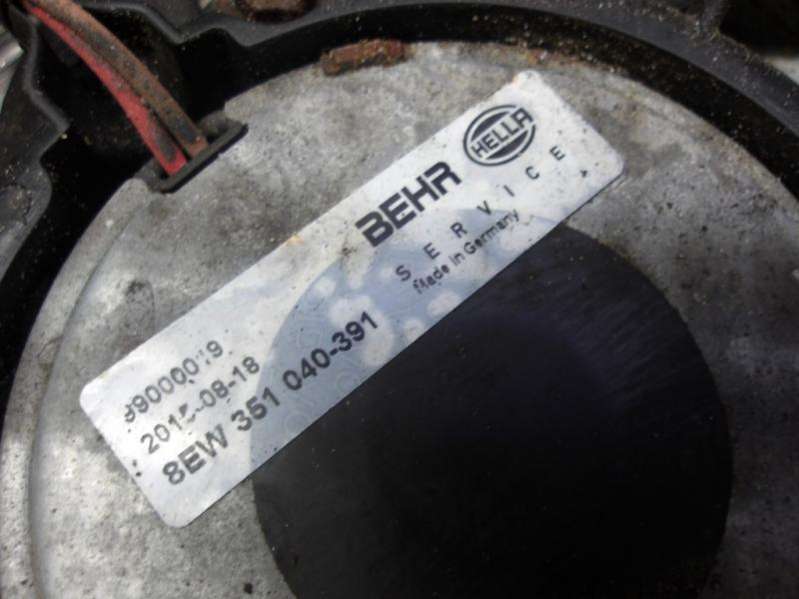 BEHR
HELLA
SERVICE
Made in Germany
8EW 351 040-391